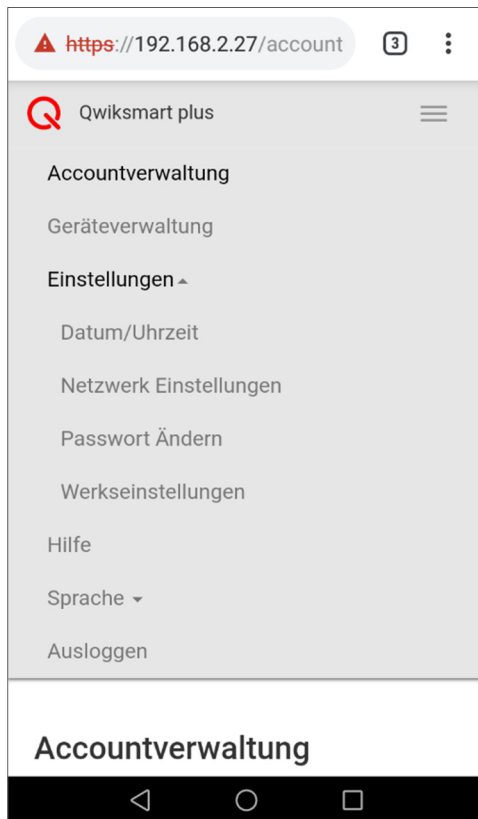 https://192.168.2.27/account
3
Qwiksmart plus
Accountverwaltung
Geräteverwaltung
Einstellungen
Datum/Uhrzeit
Netzwerk Einstellungen
Passwort Ändern
Werkseinstellungen
Hilfe
Sprache
Ausloggen
Accountverwaltung